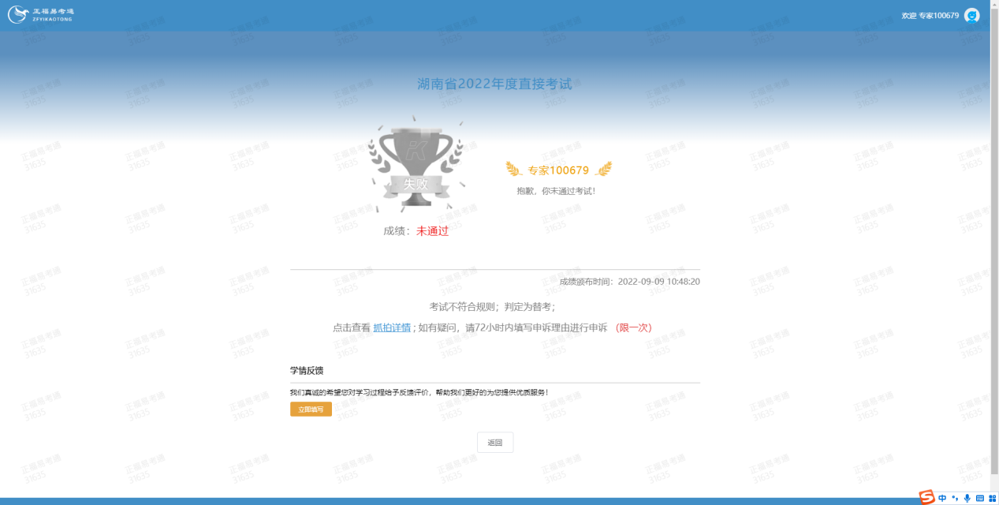 正福易考通
ZFYIKAOTONG
欢迎 专家100679
湖南省2022年度直接考试
失败
专家100679
抱歉，你未通过考试！
成绩：未通过
成绩颁布时间：2022-09-09 10:48:20
考试不符合规则；判定为替考；
点击查看 抓拍详情 ; 如有疑问，请72小时内填写申诉理由进行申诉 （限一次）
学情反馈
我们真诚的希望您对学习过程给予反馈评价，帮助我们更好的为您提供优质服务！
立即填写
返回
正福易考通
31635
中